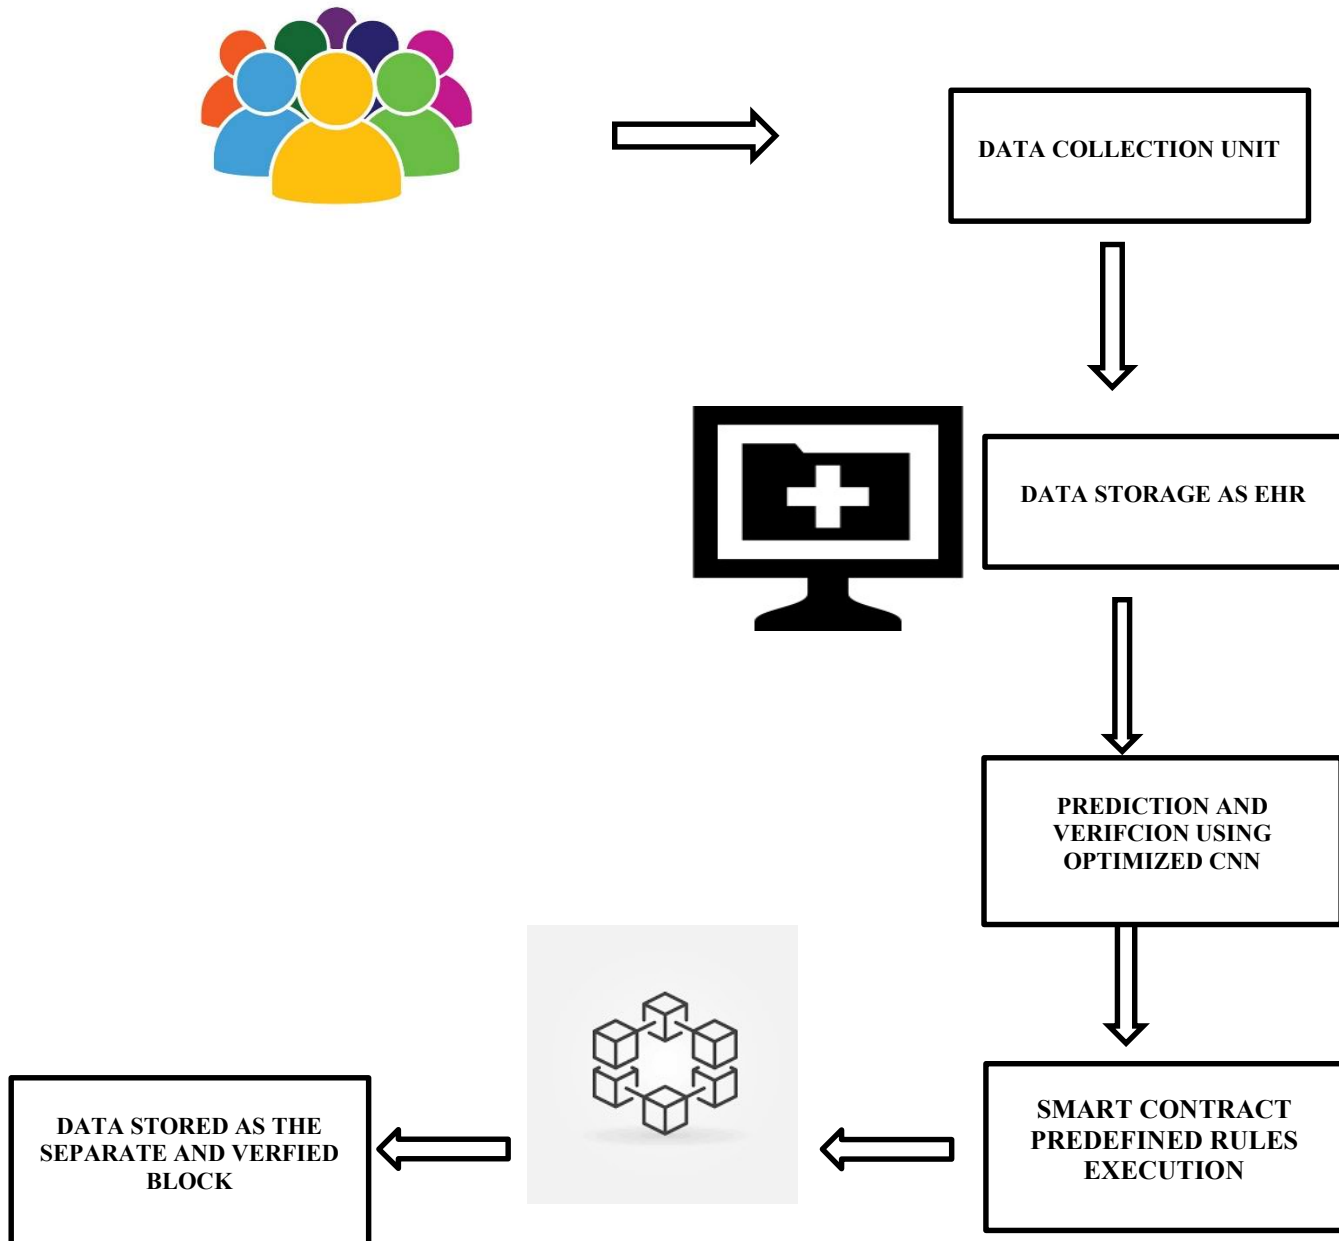 DATA COLLECTION UNIT
DATA STORAGE AS EHR
PREDICTION AND
VERIFCION USING
OPTIMIZED CNN
SMART CONTRACT
PREDEFINED RULES
EXECUTION
DATA STORED AS THE
SEPARATE AND VERFIED
BLOCK